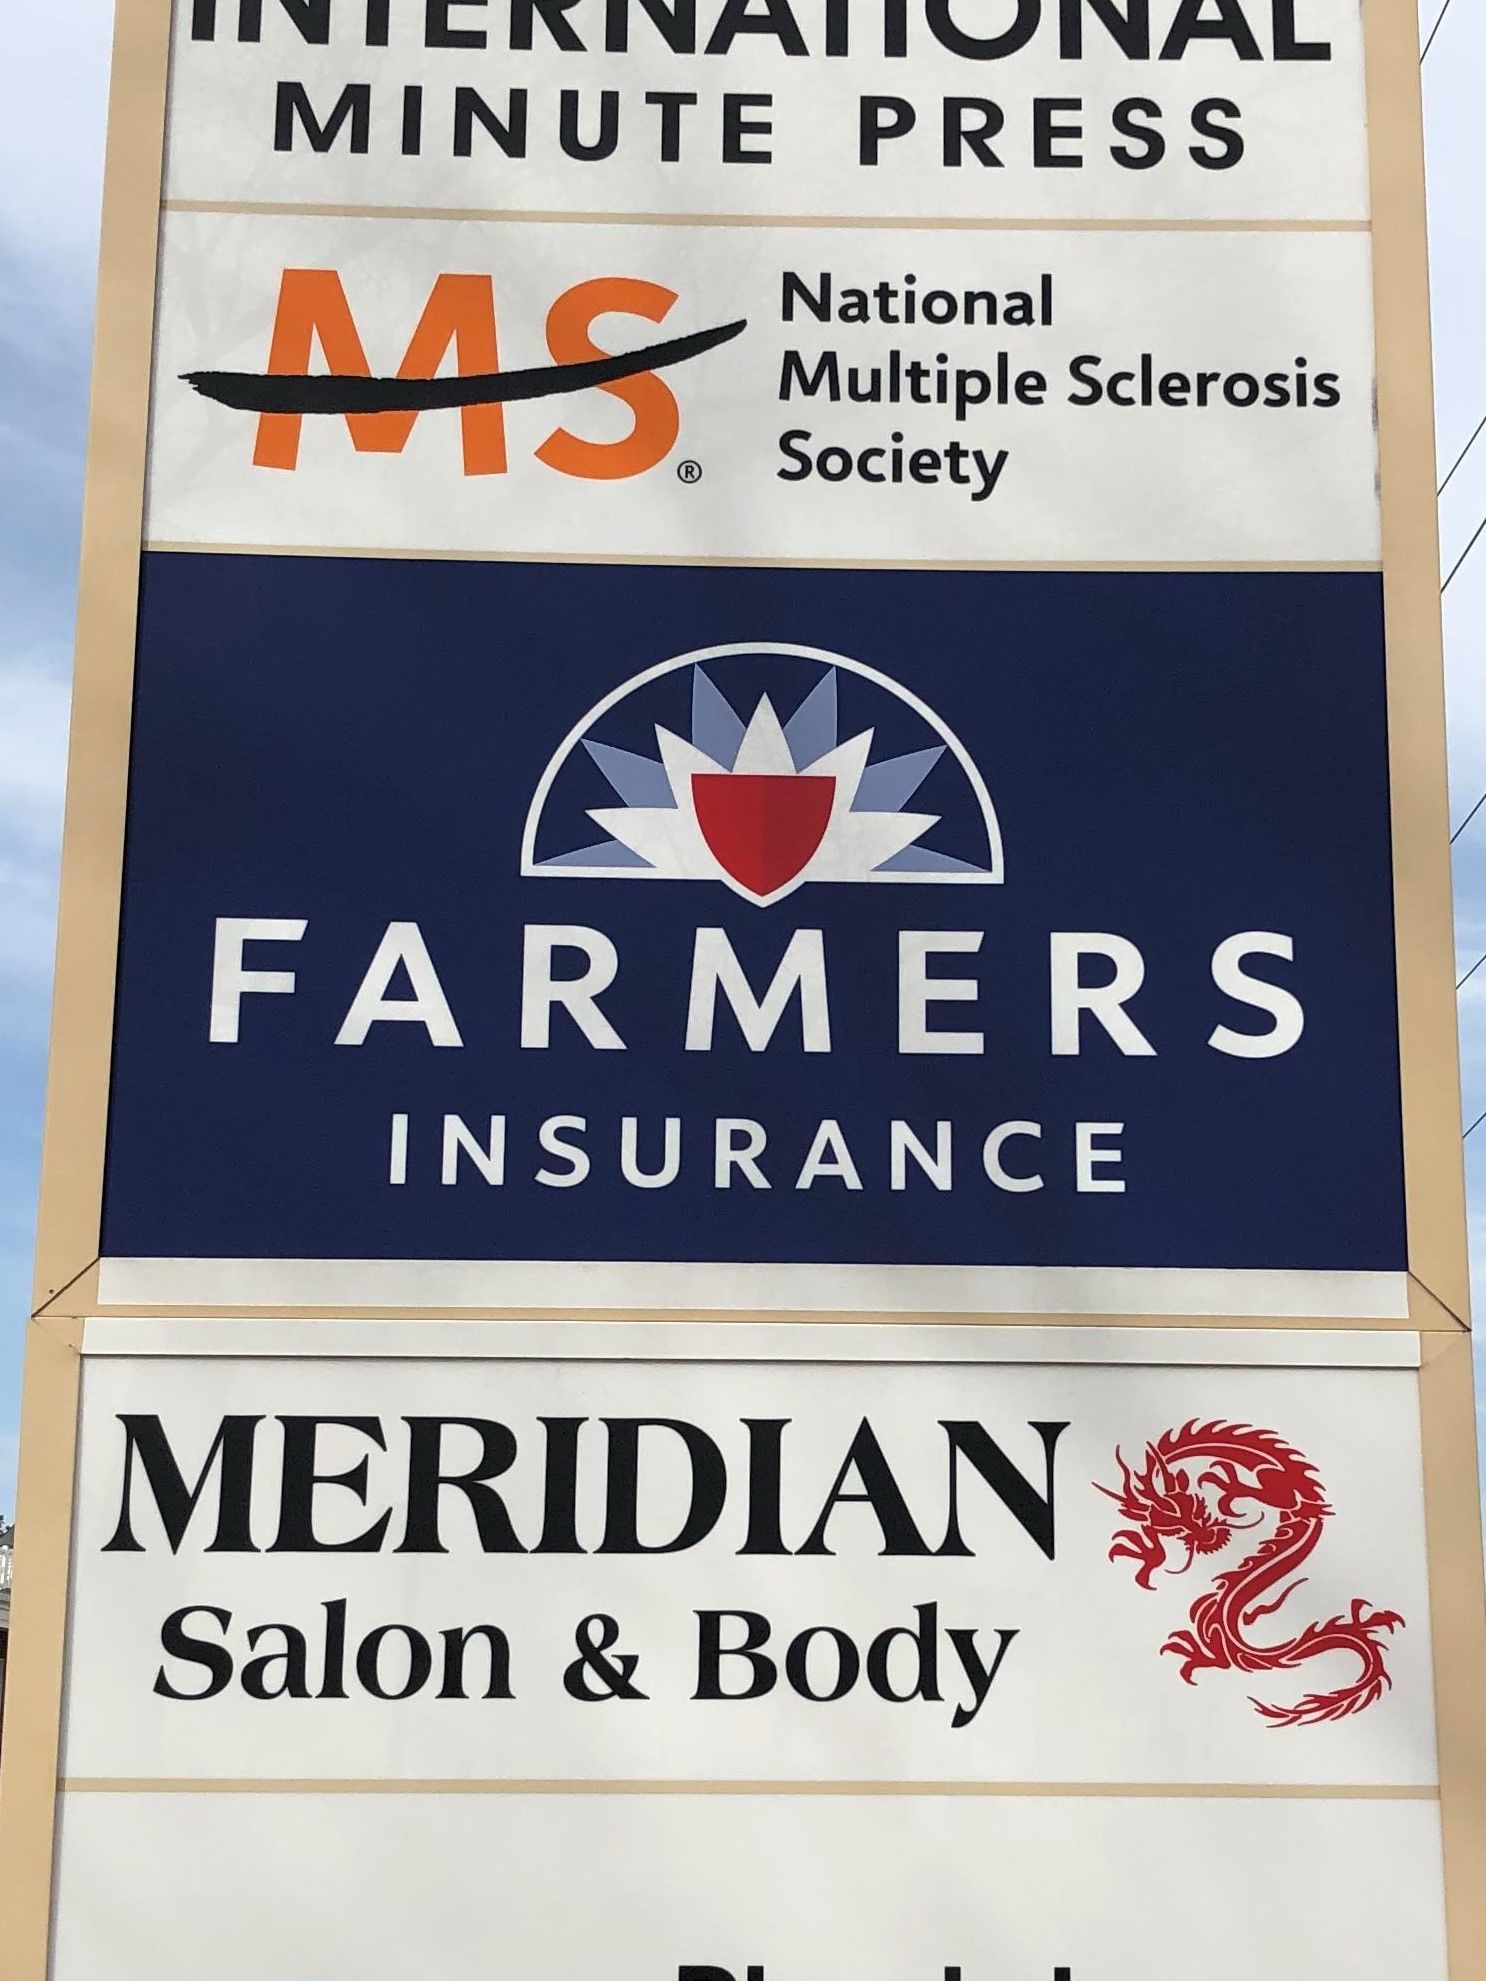 INTERNATIONAL
MINUTE PRESS
MS®
National
Multiple Sclerosis
Society
FARMERS
INSURANCE
MERIDIAN
Salon & Body